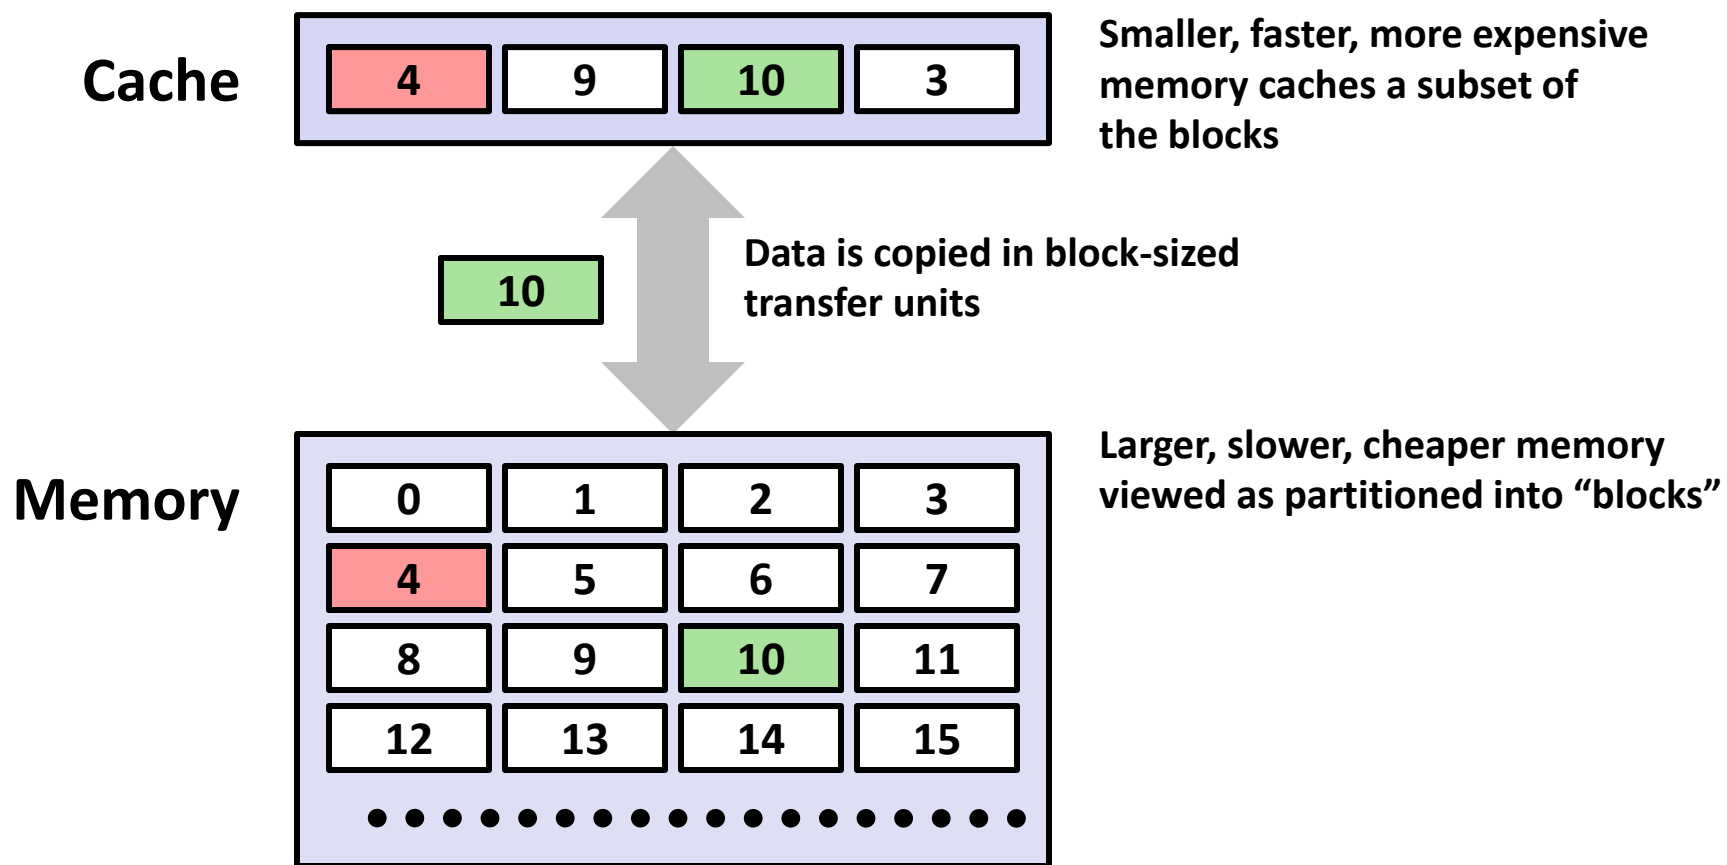 Cache
4 9 10 3
Smaller, faster, more expensive
memory caches a subset of
the blocks
10
Data is copied in block-sized
transfer units
Memory
0 1 2 3
4 5 6 7
8 9 10 11
12 13 14 15
Larger, slower, cheaper memory
viewed as partitioned into “blocks”